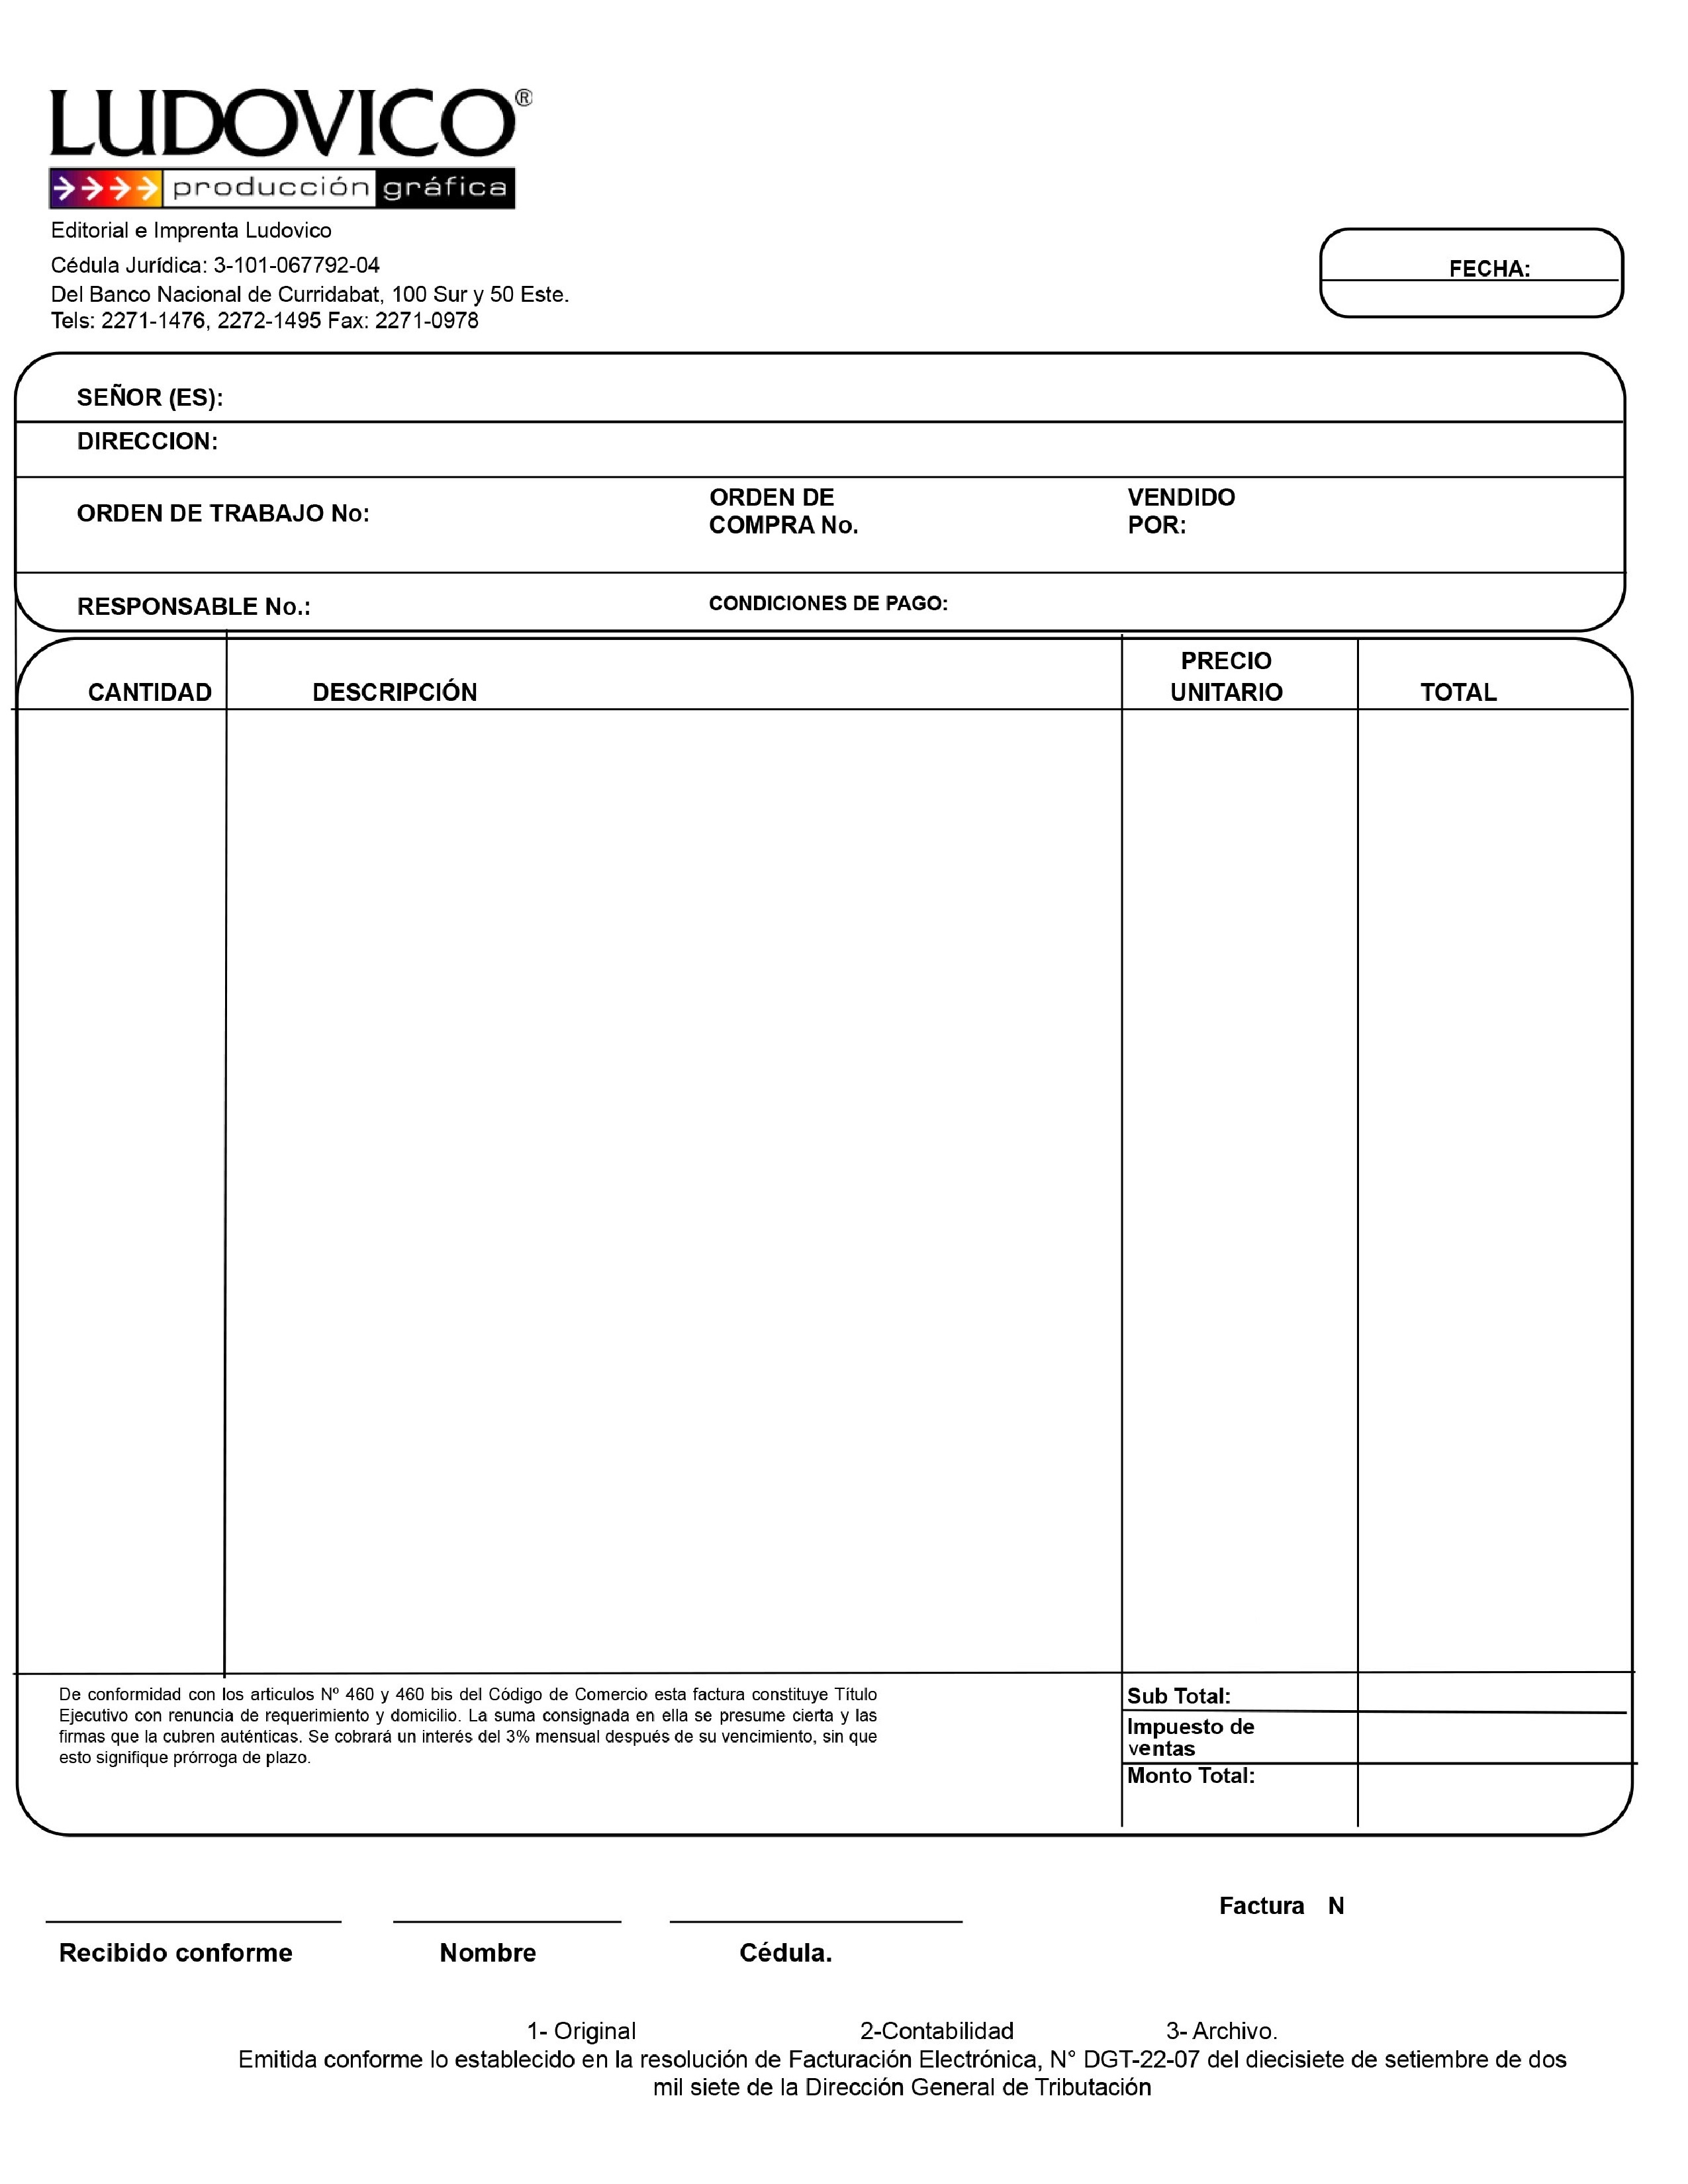 LUDOVICO®
producción gráfica
Editorial e Imprenta Ludovico
Cédula Jurídica: 3-101-067792-04
Del Banco Nacional de Curridabat, 100 Sur y 50 Este.
Tels: 2271-1476, 2272-1495 Fax: 2271-0978
FECHA:
SEÑOR (ES):
DIRECCION:
ORDEN DE TRABAJO No:
ORDEN DE
COMPRA No.
VENDIDO
POR:
RESPONSABLE No.:
CONDICIONES DE PAGO:
CANTIDAD
DESCRIPCIÓN
PRECIO
UNITARIO
TOTAL
De conformidad con los articulos Nº 460 y 460 bis del Código de Comercio esta factura constituye Título
Ejecutivo con renuncia de requerimiento y domicilio. La suma consignada en ella se presume cierta y las
firmas que la cubren auténticas. Se cobrará un interés del 3% mensual después de su vencimiento, sin que
esto signifique prórroga de plazo.
Sub Total:
Impuesto de
ventas
Monto Total:
Factura N
Recibido conforme
Nombre
Cédula.
1- Original 2-Contabilidad 3- Archivo.
Emitida conforme lo establecido en la resolución de Facturación Electrónica, N° DGT-22-07 del diecisiete de setiembre de dos
mil siete de la Dirección General de Tributación